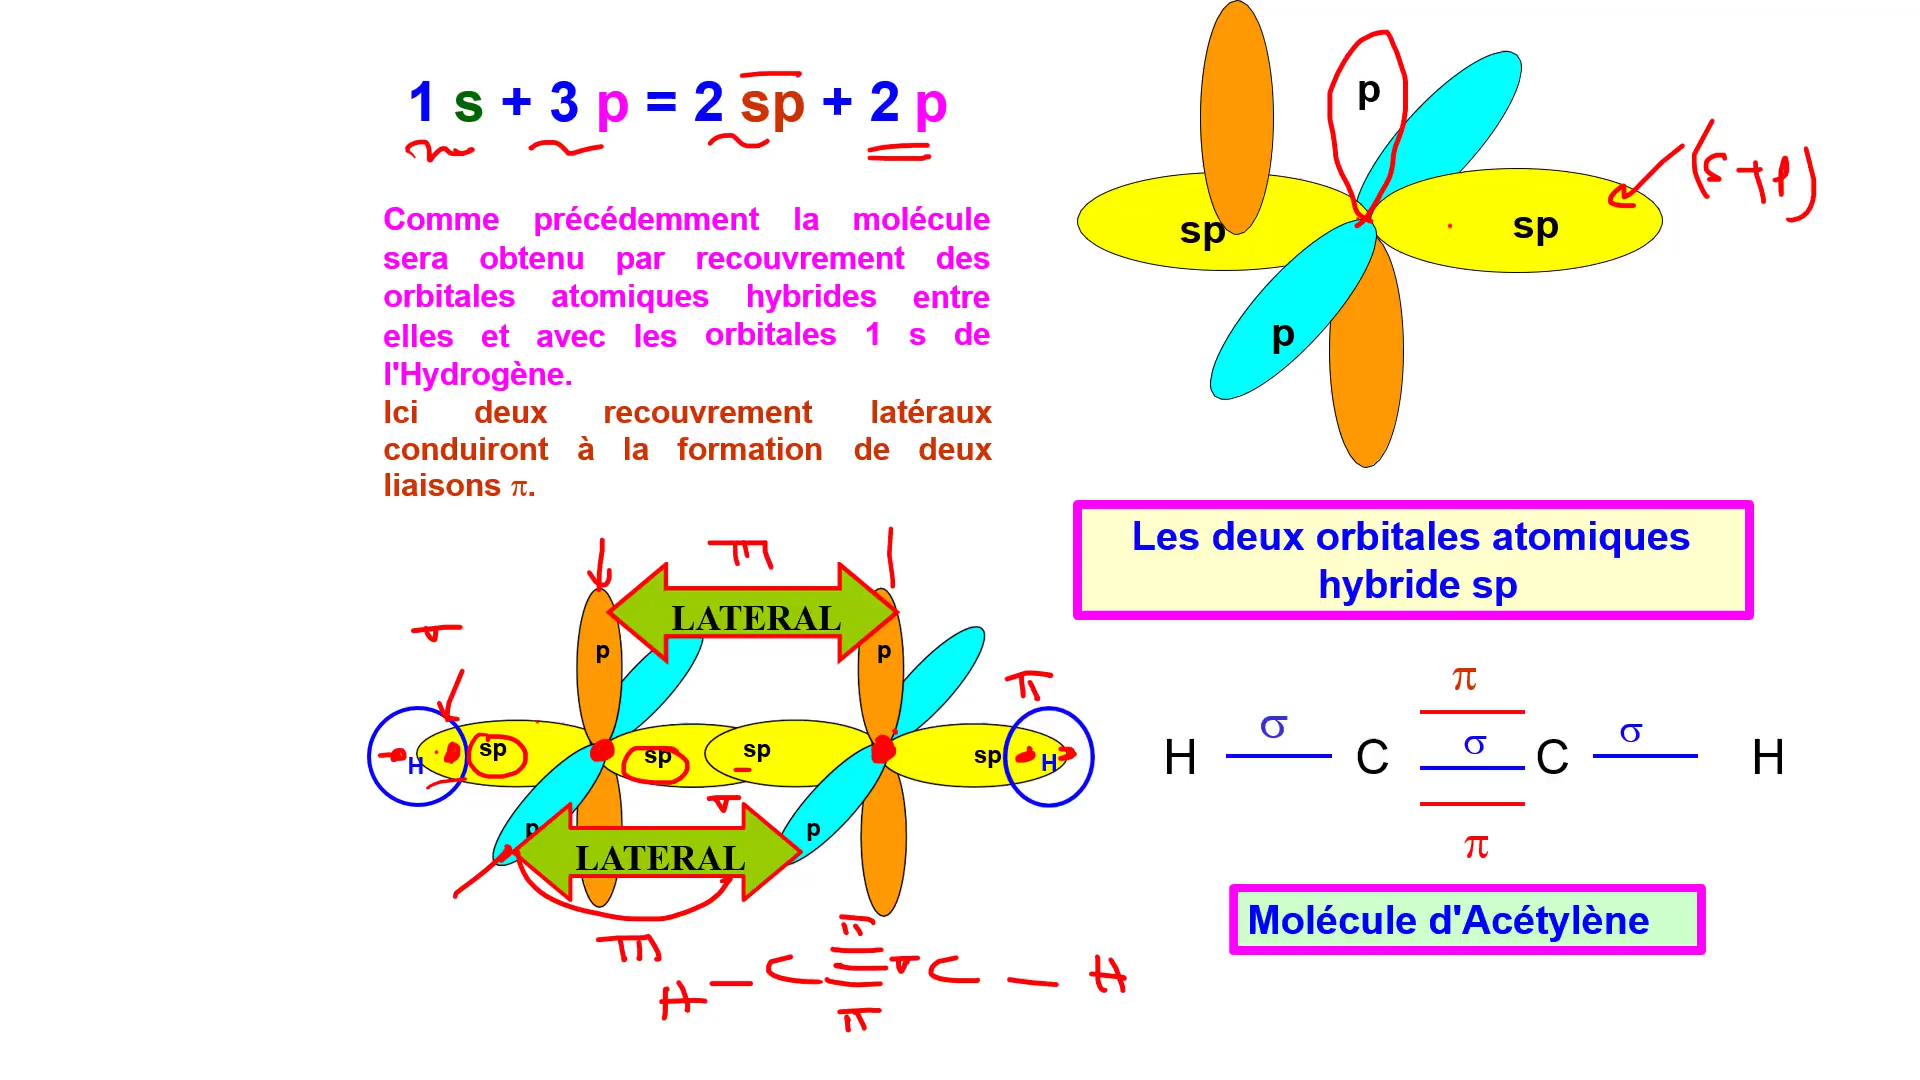 1 s + 3 p = 2 sp + 2 p
Comme précédemment la molécule
sera obtenu par recouvrement des
orbitales atomiques hybrides entre
elles et avec les orbitales 1 s de
l'Hydrogène.
Ici deux recouvrement latéraux
conduiront à la formation de deux
liaisons π.
p
(s+p)
sp
sp
p
Les deux orbitales atomiques
hybride sp
π
LATERAL
p
p
σ
π
H
sp
sp
sp
sp
H
σ
p
p
LATERAL
π
π
H - C ≡ σ C - H
π
π
σ
σ
σ
H C C H
π
Molécule d'Acétylène